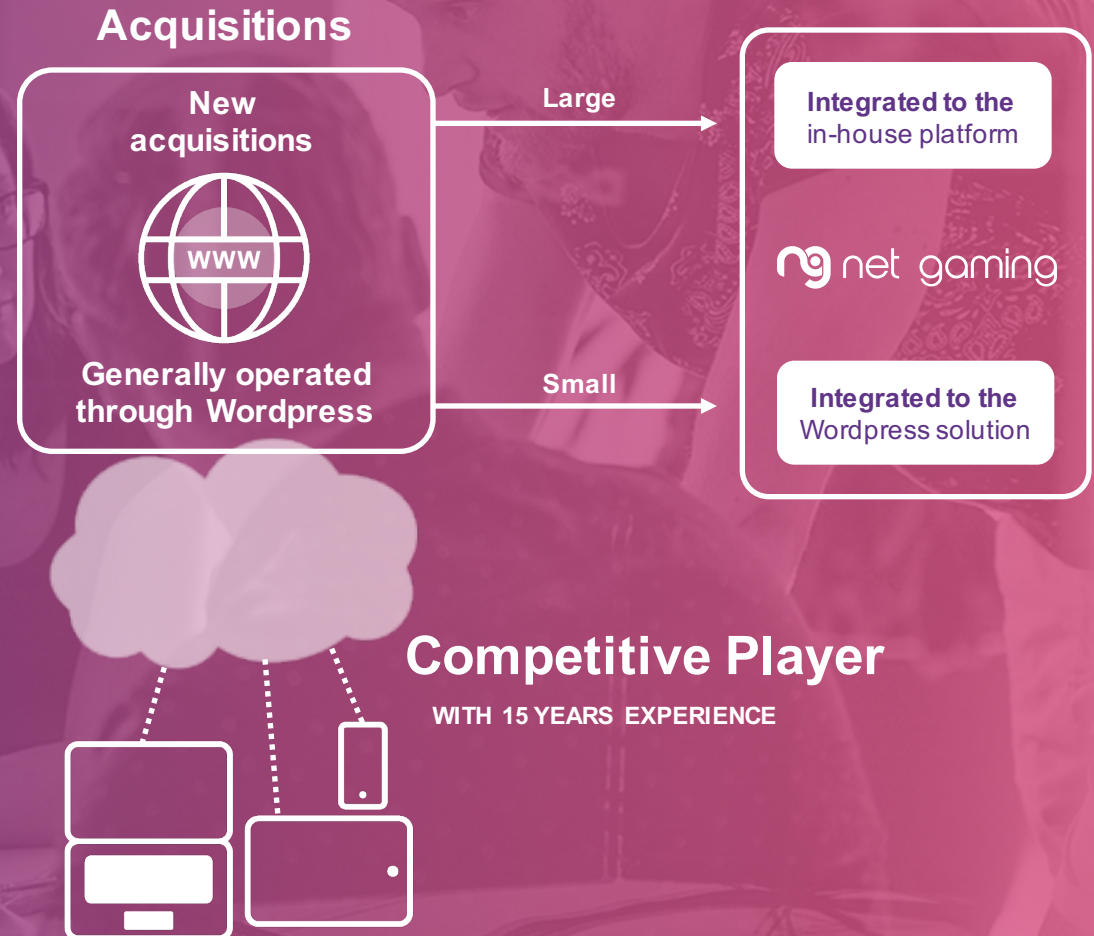 Acquisitions
New
acquisitions
www
Generally operated
through Wordpress
Large
Small
Integrated to the
in-house platform
ng net gaming
Integrated to the
Wordpress solution
Competitive Player
WITH 15 YEARS EXPERIENCE